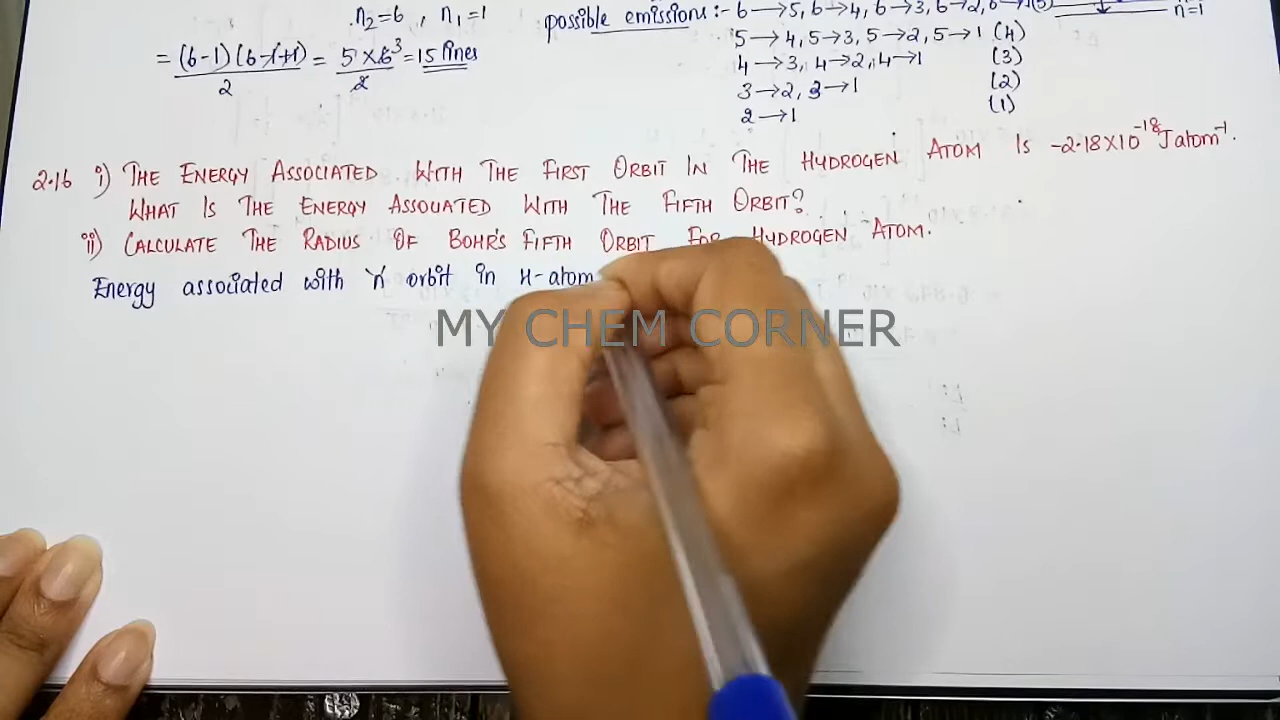 n₂=6 , n₁=1
= (6-1)(6-1+1)/2 = 5×6³/2 = 15 lines
possible emissions:- 6→5, 6→4, 6→3, 6→2, 6→1(5)
5→4, 5→3, 5→2, 5→1 (4)
4→3, 4→2, 4→1 (3)
3→2, 3→1 (2)
2→1 (1)
n=1
2.16 i) THE ENERGY ASSOCIATED WITH THE FIRST ORBIT IN THE HYDROGEN ATOM IS -2.18×10⁻¹⁸J atom⁻¹.
WHAT IS THE ENERGY ASSOCIATED WITH THE FIFTH ORBIT?
ii) CALCULATE THE RADIUS OF BOHR'S FIFTH ORBIT FOR HYDROGEN ATOM.
Energy associated with 'n' orbit in H-atom
MY CHEM CORNER